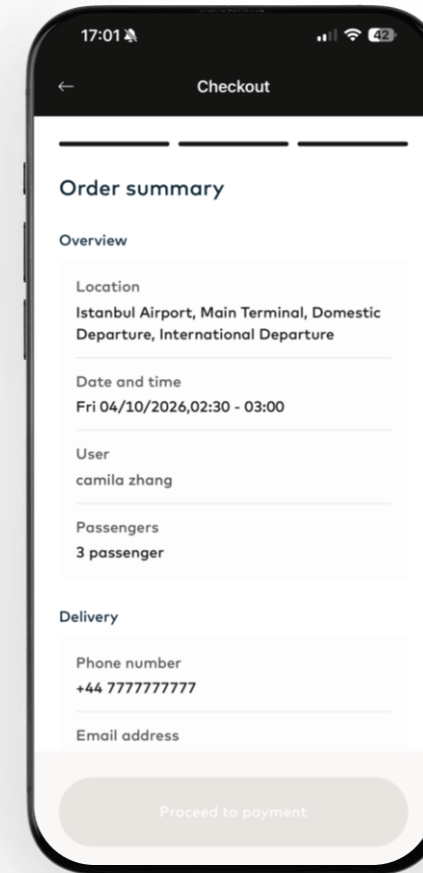 17:01
42
Checkout
Order summary
Overview
Location
Istanbul Airport, Main Terminal, Domestic
Departure, International Departure
Date and time
Fri 04/10/2026,02:30 - 03:00
User
camila zhang
Passengers
3 passenger
Delivery
Phone number
+44 7777777777
Email address
Proceed to payment